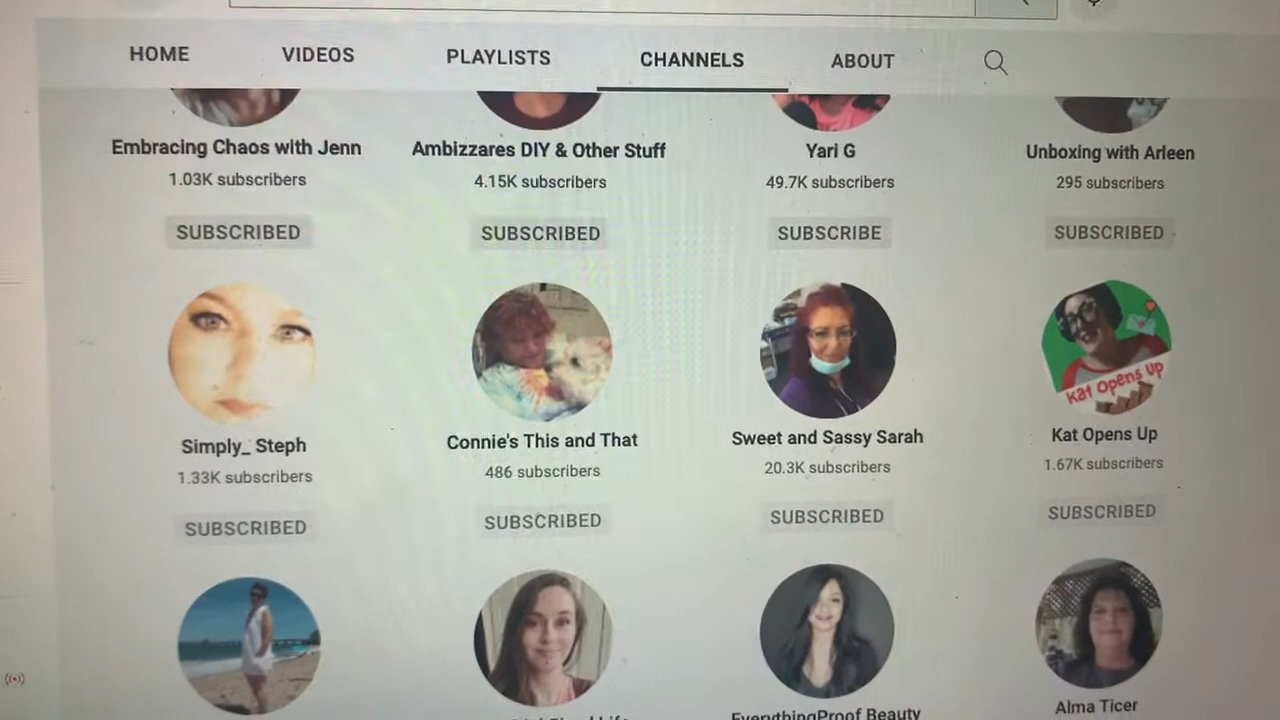 HOME VIDEOS PLAYLISTS CHANNELS ABOUT
Embracing Chaos with Jenn Ambizzares DIY & Other Stuff Yari G Unboxing with Arleen
1.03K subscribers 4.15K subscribers 49.7K subscribers 295 subscribers
SUBSCRIBED SUBSCRIBED SUBSCRIBE SUBSCRIBED
Kat Opens Up
Simply_ Steph Connie's This and That Sweet and Sassy Sarah Kat Opens Up
1.33K subscribers 486 subscribers 20.3K subscribers 1.67K subscribers
SUBSCRIBED SUBSCRIBED SUBSCRIBED SUBSCRIBED
EverythingProof Beauty Alma Ticer